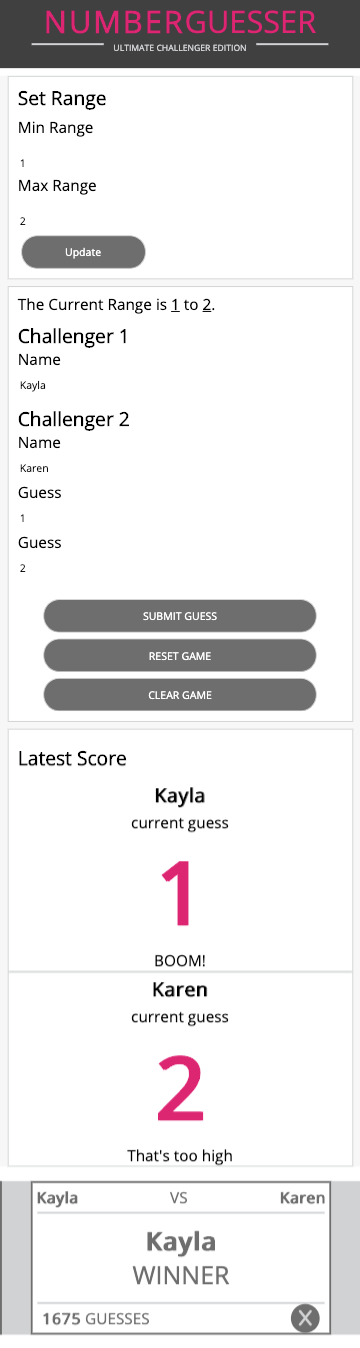 NUMBERGUESSER
ULTIMATE CHALLENGER EDITION
Set Range
Min Range
1
Max Range
2
Update
The Current Range is 1 to 2.
Challenger 1
Name
Kayla
Challenger 2
Name
Karen
Guess
1
Guess
2
SUBMIT GUESS
RESET GAME
CLEAR GAME
Latest Score
Kayla
current guess
1
BOOM!
Karen
current guess
2
That's too high
Kayla VS Karen
Kayla
WINNER
1675 GUESSES X